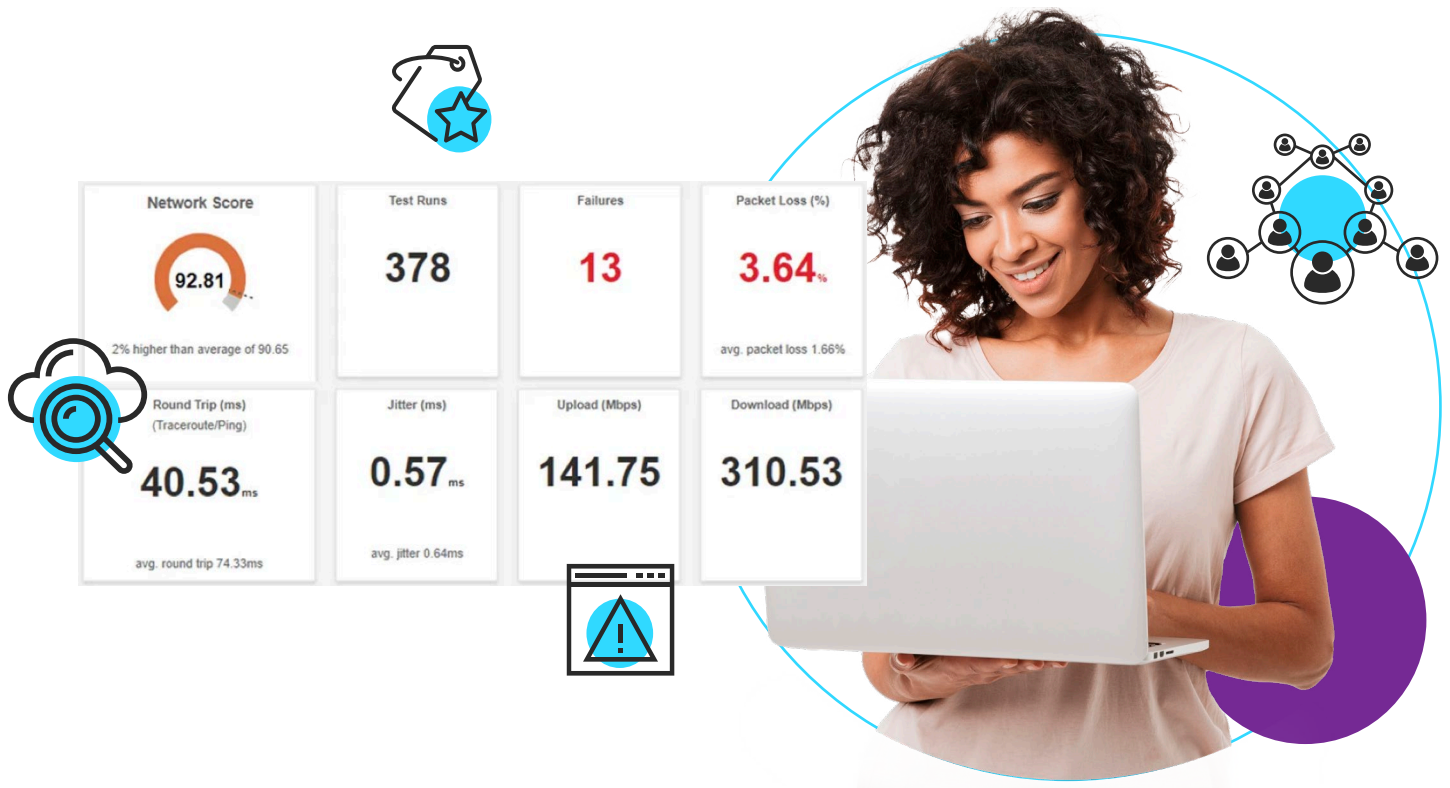 Network Score
92.81
2% higher than average of 90.65
Test Runs
378
Failures
13
Packet Loss (%)
3.64%
avg. packet loss 1.66%
Round Trip (ms)
(Traceroute/Ping)
40.53ms
avg. round trip 74.33ms
Jitter (ms)
0.57ms
avg. jitter 0.64ms
Upload (Mbps)
141.75
Download (Mbps)
310.53